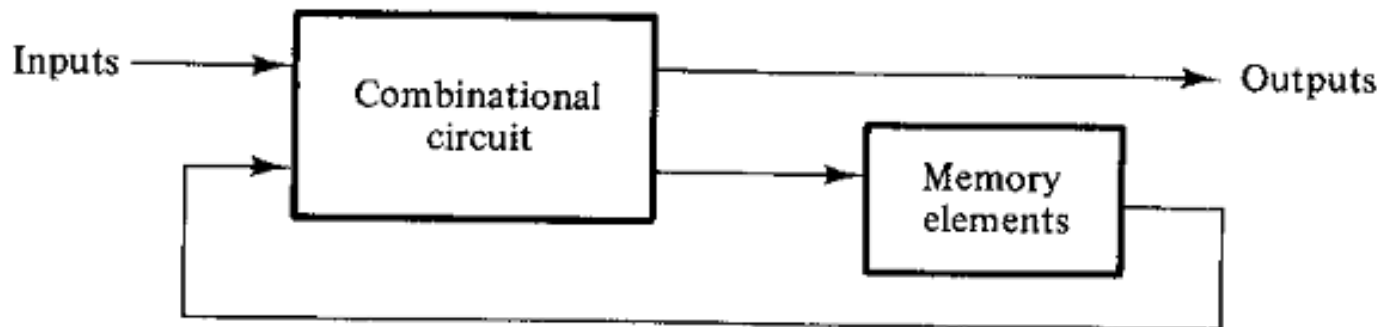 Inputs
Combinational
circuit
Outputs
Memory
elements